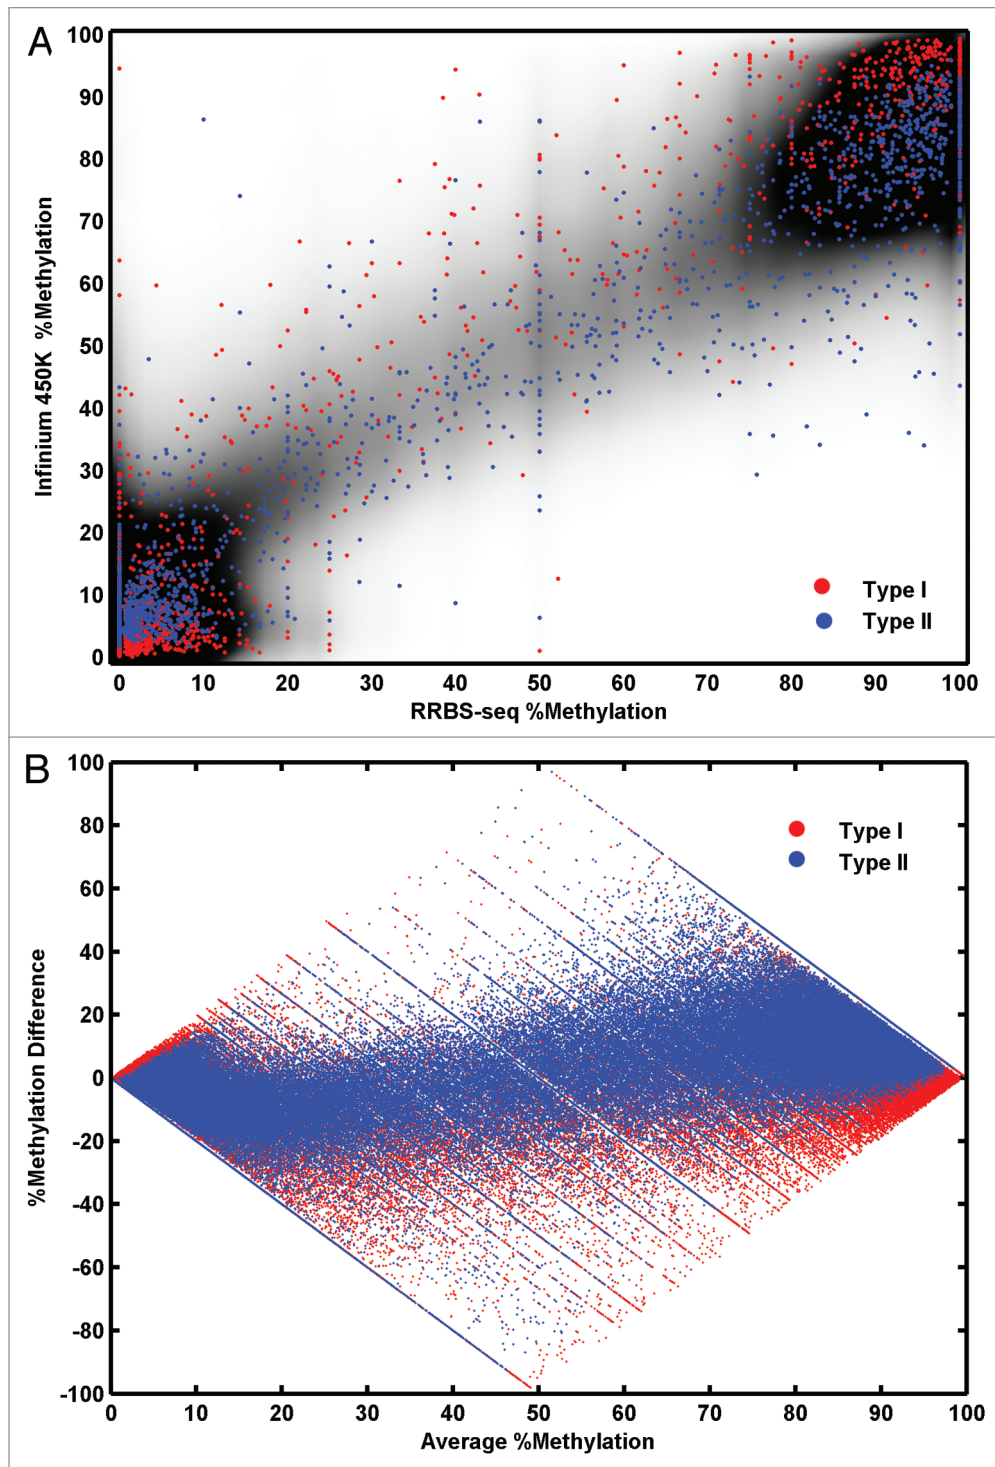 A
100
90
80
70
60
50
40
30
20
10
0
Infinium 450K %Methylation
Type I
Type II
0 10 20 30 40 50 60 70 80 90 100
RRBS-seq %Methylation
B
100
80
60
40
20
0
-20
-40
-60
-80
-100
%Methylation Difference
Type I
Type II
0 10 20 30 40 50 60 70 80 90 100
Average %Methylation